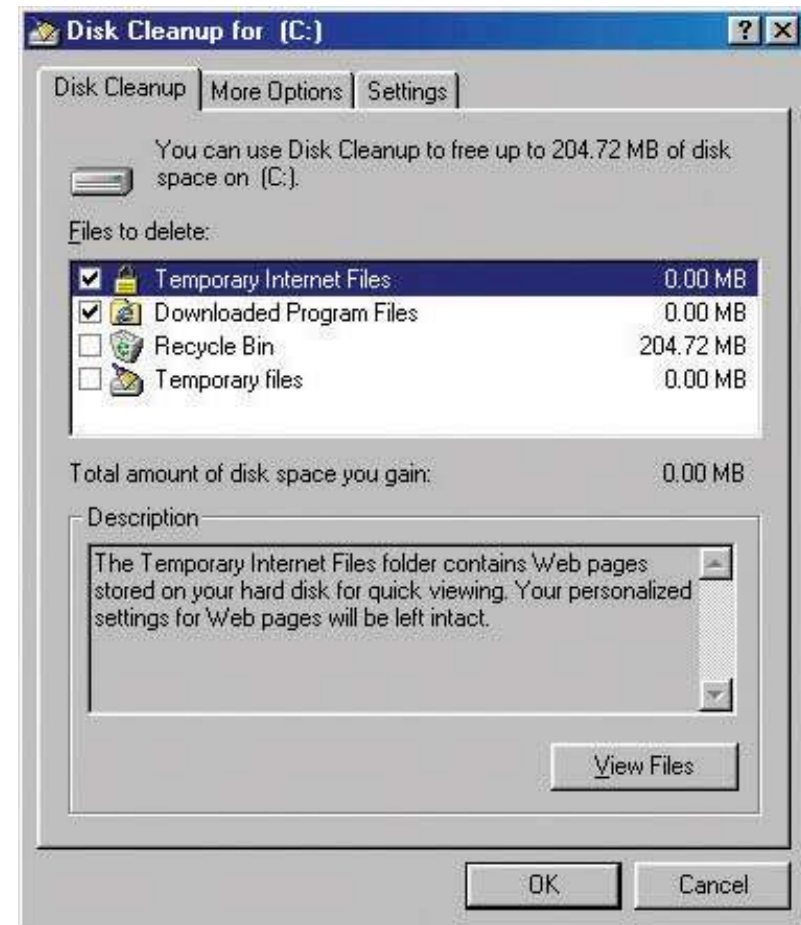 Disk Cleanup for (C:)
Disk Cleanup
More Options
Settings
You can use Disk Cleanup to free up to 204.72 MB of disk
space on (C:).
Files to delete:
Temporary Internet Files 0.00 MB
Downloaded Program Files 0.00 MB
Recycle Bin 204.72 MB
Temporary files 0.00 MB
Total amount of disk space you gain: 0.00 MB
Description
The Temporary Internet Files folder contains Web pages
stored on your hard disk for quick viewing. Your personalized
settings for Web pages will be left intact.
View Files
OK
Cancel